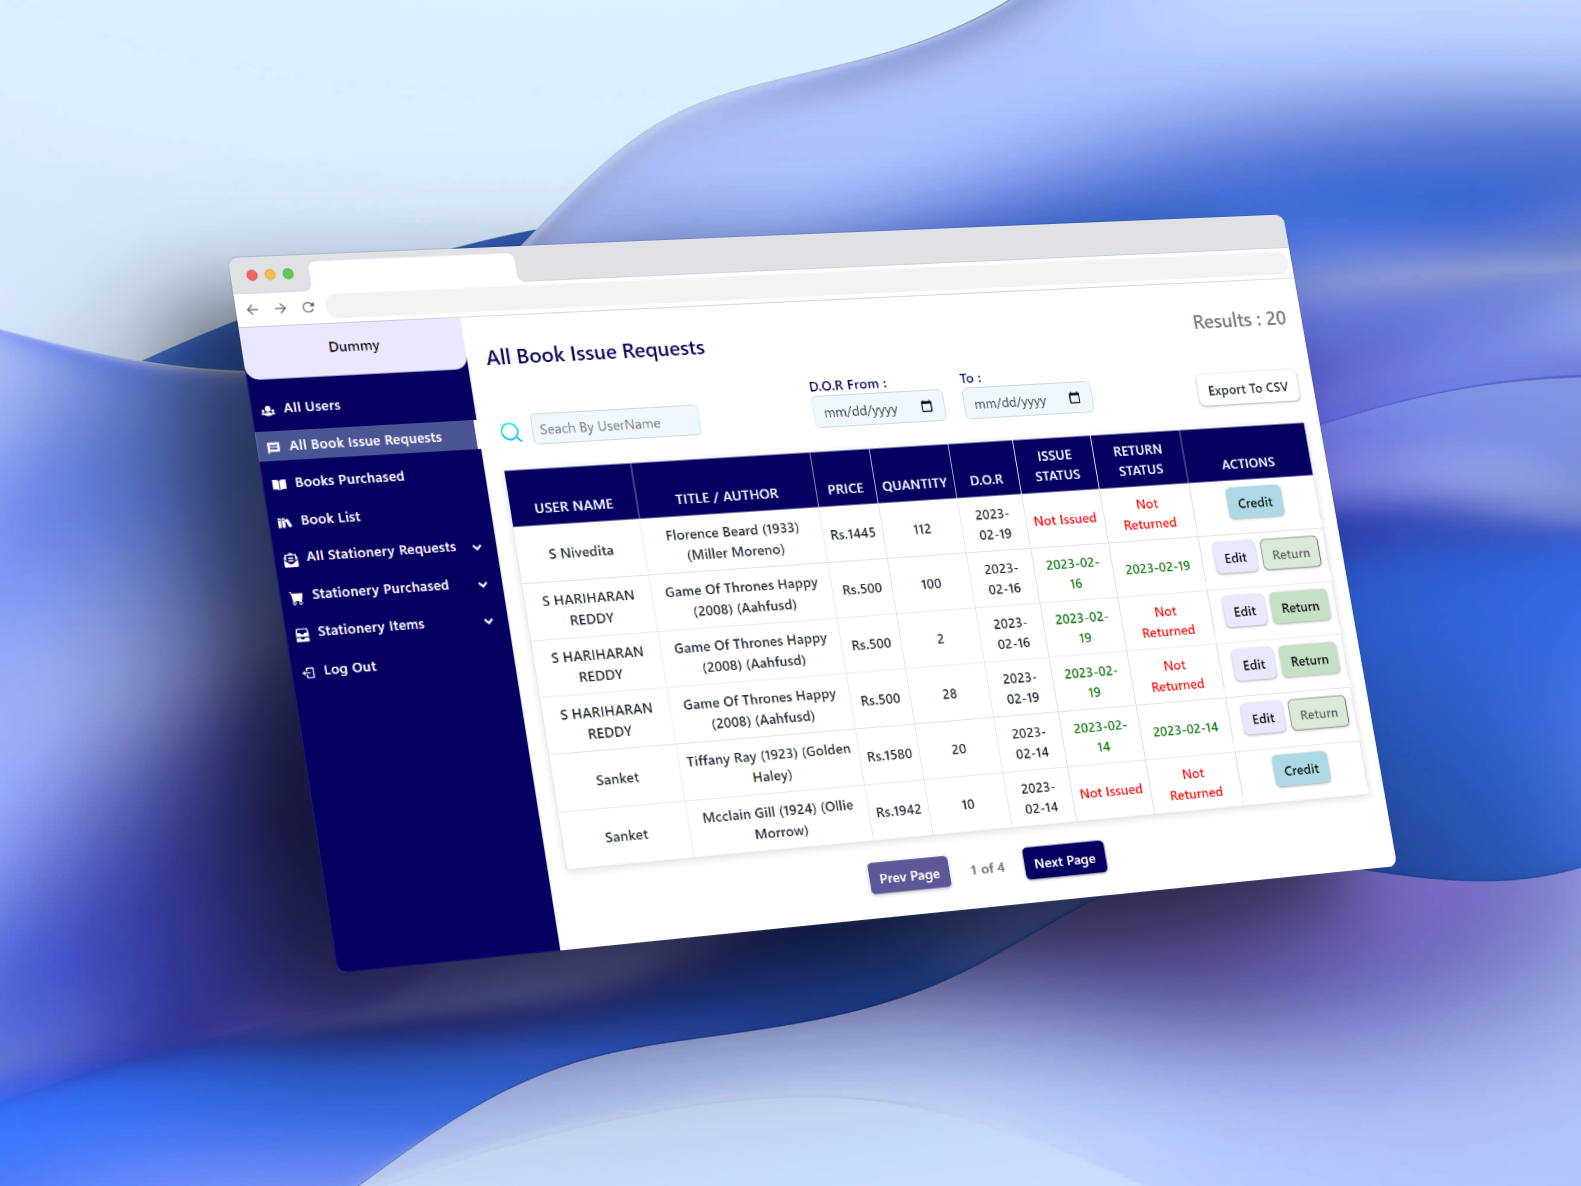 Dummy
All Users
All Book Issue Requests
Books Purchased
Book List
All Stationery Requests
Stationery Purchased
Stationery Items
Log Out
All Book Issue Requests
Results : 20
Seach By UserName
D.O.R From :
mm/dd/yyyy
To :
mm/dd/yyyy
Export To CSV
USER NAME
TITLE / AUTHOR
PRICE
QUANTITY
D.O.R
ISSUE
STATUS
RETURN
STATUS
ACTIONS
S Nivedita
Florence Beard (1933)
(Miller Moreno)
Rs.1445
112
2023-
02-19
Not Issued
Not
Returned
Credit
S HARIHARAN
REDDY
Game Of Thrones Happy
(2008) (Aahfusd)
Rs.500
100
2023-
02-16
2023-02-
16
2023-02-19
Edit
Return
S HARIHARAN
REDDY
Game Of Thrones Happy
(2008) (Aahfusd)
Rs.500
2
2023-
02-16
2023-02-
19
Not
Returned
Edit
Return
S HARIHARAN
REDDY
Game Of Thrones Happy
(2008) (Aahfusd)
Rs.500
28
2023-
02-19
2023-02-
19
Not
Returned
Edit
Return
Sanket
Tiffany Ray (1923) (Golden
Haley)
Rs.1580
20
2023-
02-14
2023-02-
14
2023-02-14
Edit
Return
Sanket
Mcclain Gill (1924) (Ollie
Morrow)
Rs.1942
10
2023-
02-14
Not Issued
Not
Returned
Credit
Prev Page
1 of 4
Next Page